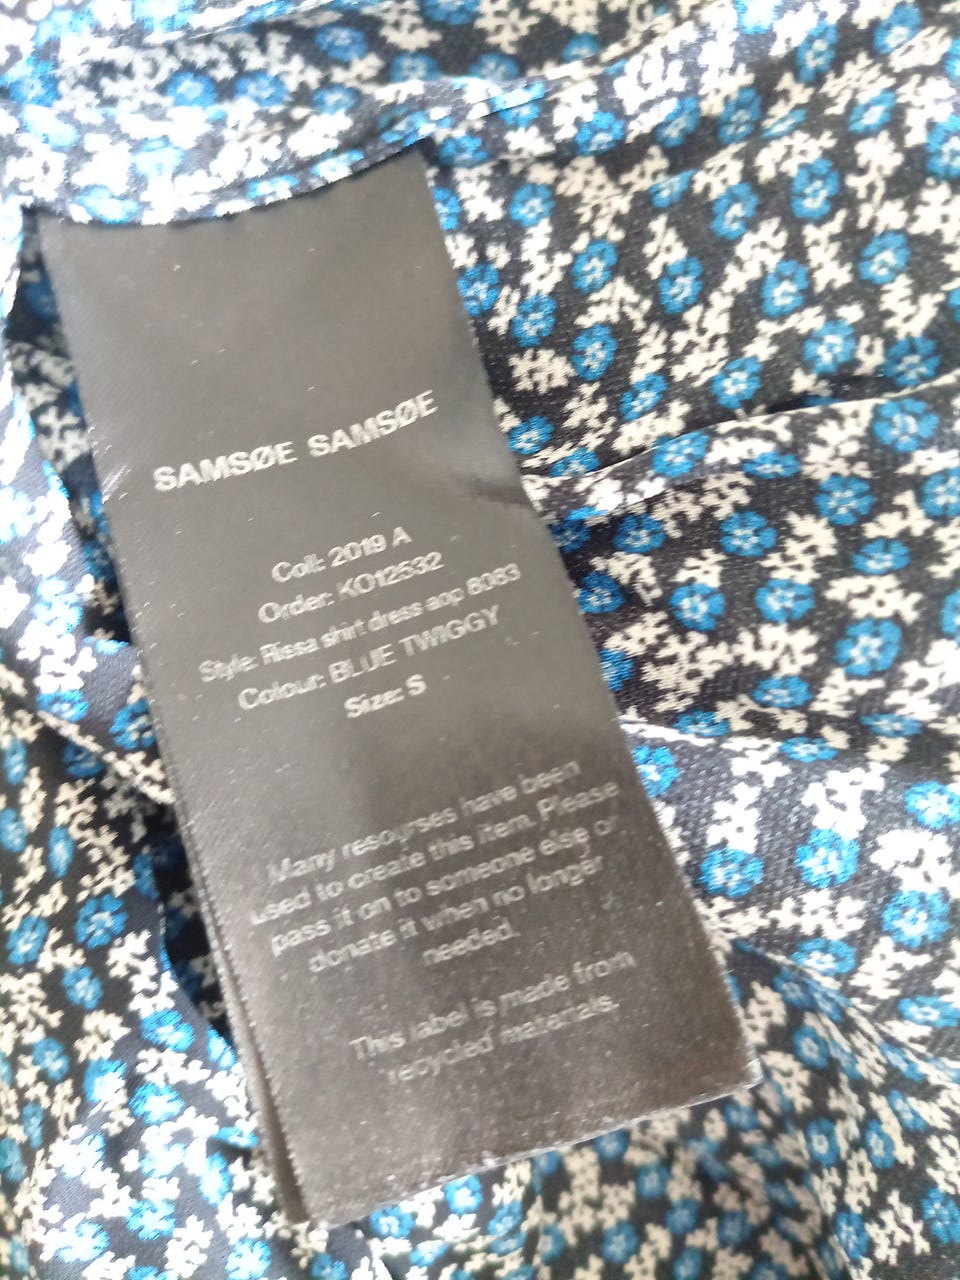 SAMSØE SAMSØE
Coll: 2019 A
Order: KO12532
Style: Rissa shirt dress aop 8083
Colour: BLUE TWIGGY
Size: S
Many resourses have been
used to create this item. Please
pass it on to someone else or
donate it when no longer
needed.
This label is made from
recycled materials.